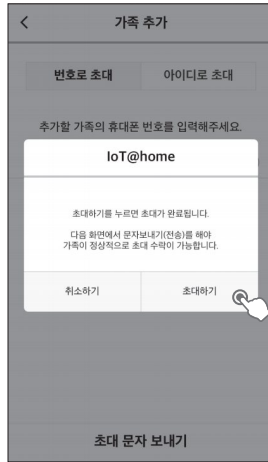 가족 추가
번호로 초대
아이디로 초대
추가할 가족의 휴대폰 번호를 입력해주세요.
IoT@home
초대하기를 누르면 초대가 완료됩니다.
다음 화면에서 문자보내기(전송)를 해야
가족이 정상적으로 초대 수락이 가능합니다.
취소하기
초대하기
초대 문자 보내기